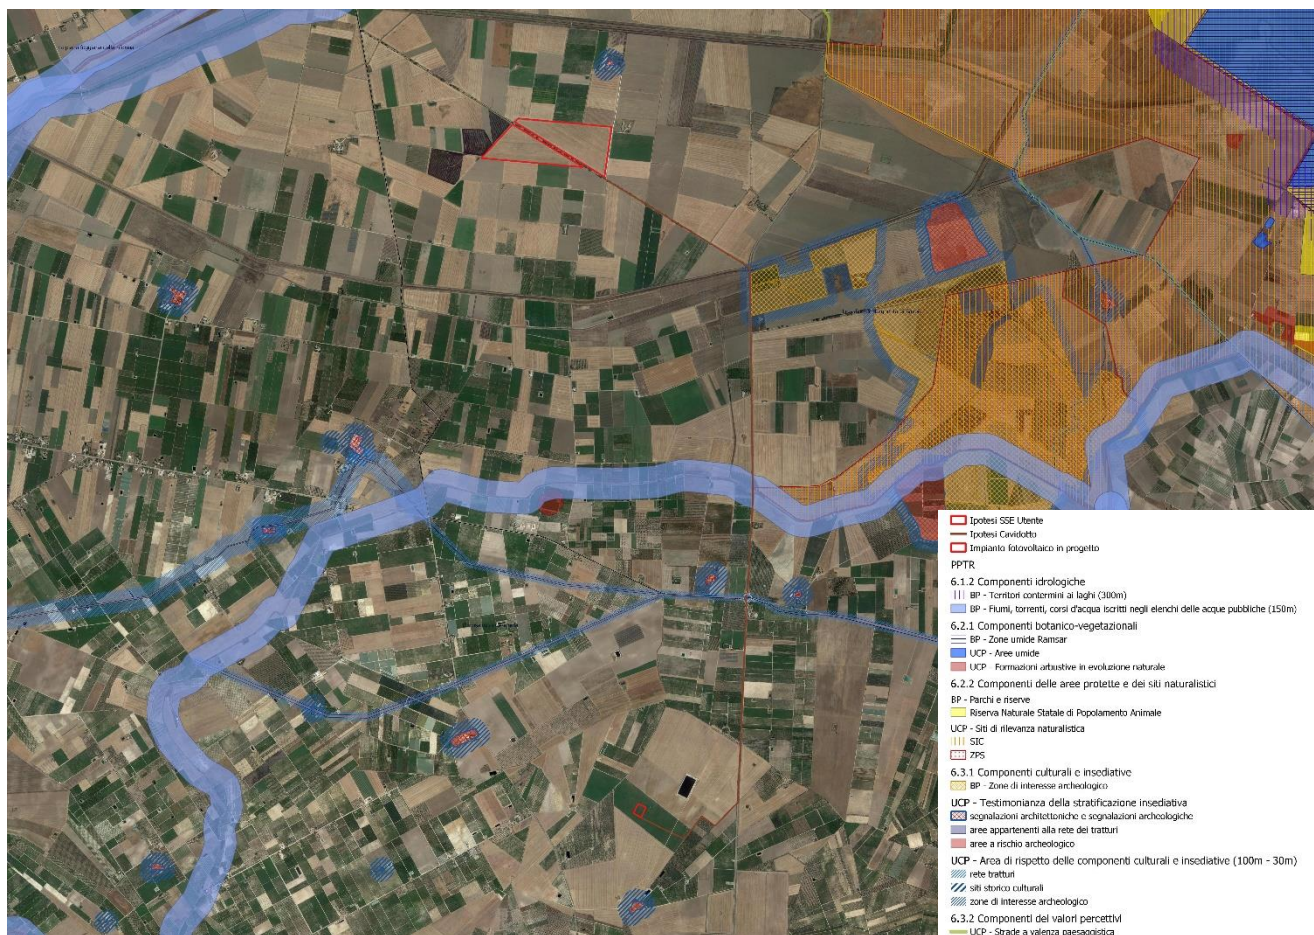 Ipotesi SSE Utente
Ipotesi Cavidotto
Impianto fotovoltaico in progetto
PPTR
6.1.2 Componenti idrologiche
BP - Territori contermini ai laghi (300m)
BP - Fiumi, torrenti, corsi d'acqua iscritti negli elenchi delle acque pubbliche (150m)
6.2.1 Componenti botanico-vegetazionali
BP - Zone umide Ramsar
UCP - Aree umide
UCP - Formazioni arbustive in evoluzione naturale
6.2.2 Componenti delle aree protette e dei siti naturalistici
BP - Parchi e riserve
Riserva Naturale Statale di Popolamento Animale
UCP - Siti di rilevanza naturalistica
SIC
ZPS
6.3.1 Componenti culturali e insediative
BP - Zone di interesse archeologico
UCP - Testimonianza della stratificazione insediativa
segnalazioni architettoniche e segnalazioni archeologiche
aree appartenenti alla rete dei tratturi
aree a rischio archeologico
UCP - Area di rispetto delle componenti culturali e insediative (100m - 30m)
rete tratturi
siti storico culturali
zone di interesse archeologico
6.3.2 Componenti dei valori percettivi
UCP - Strade a valenza paesaggistica